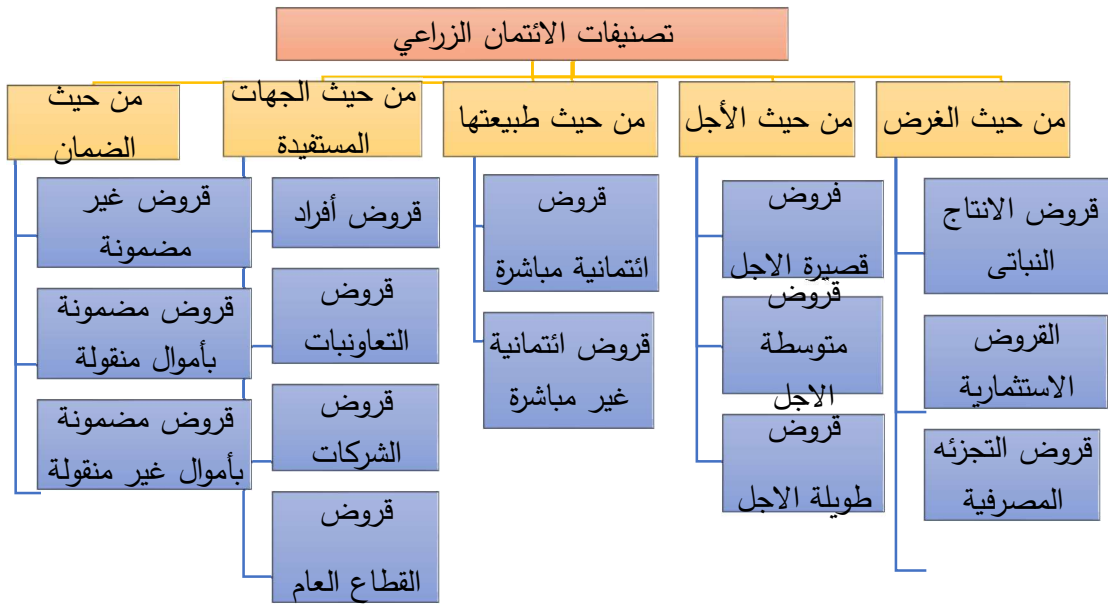 تصنيفات الائتمان الزراعي
من حيث الغرض
قروض الانتاج
النباتى
القروض
الاستثمارية
قروض التجزئه
المصرفية
من حيث الأجل
فروض
قصيرة الاجل
قروض
متوسطة
الاجل
قروض
طويلة الاجل
من حيث طبيعتها
قروض
ائتمانية مباشرة
قروض ائتمانية
غير مباشرة
من حيث الجهات
المستفيدة
قروض أفراد
قروض
التعاونبات
قروض
الشركات
قروض
القطاع العام
من حيث
الضمان
قروض غير
مضمونة
قروض مضمونة
بأموال منقولة
قروض مضمونة
بأموال غير منقولة